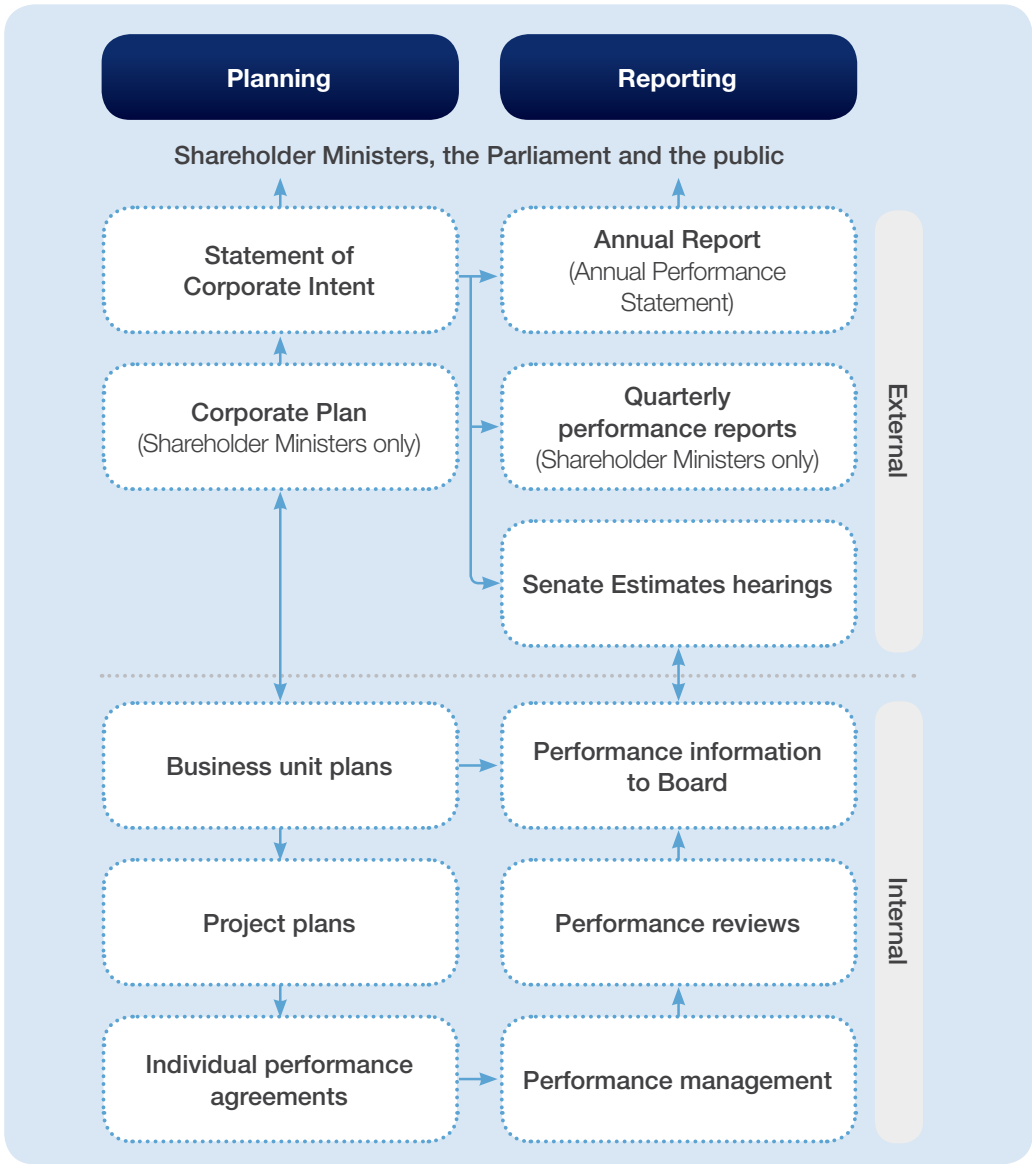 Planning
Reporting
Shareholder Ministers, the Parliament and the public
Statement of
Corporate Intent
Annual Report
(Annual Performance
Statement)
Corporate Plan
(Shareholder Ministers only)
Quarterly
performance reports
(Shareholder Ministers only)
Senate Estimates hearings
External
Business unit plans
Performance information
to Board
Project plans
Performance reviews
Individual performance
agreements
Performance management
Internal